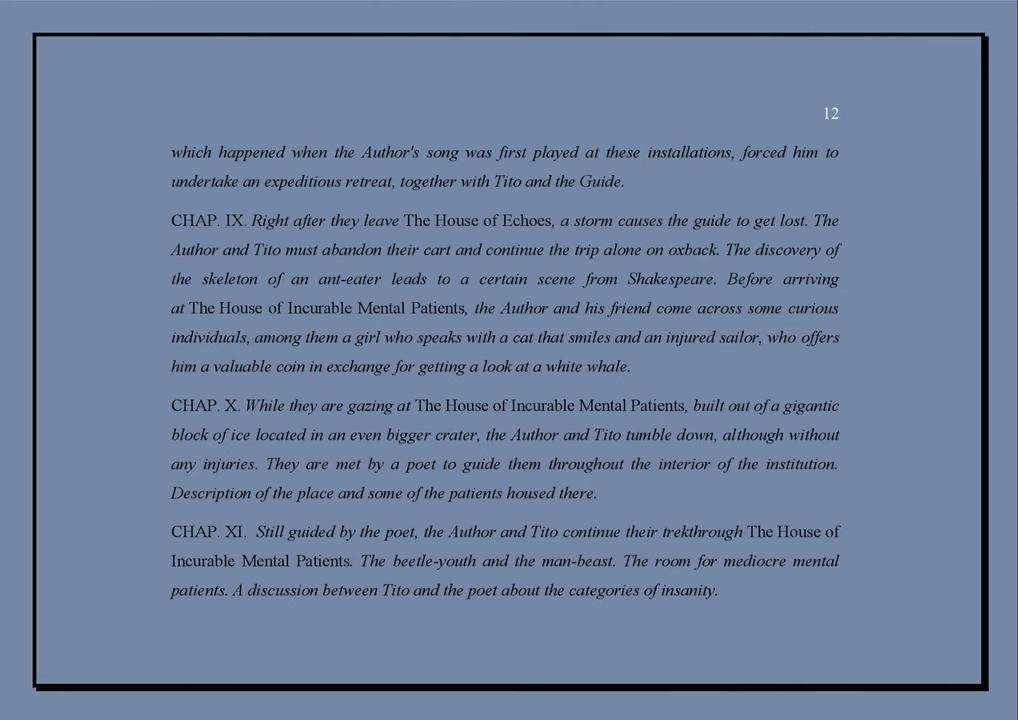 12
which happened when the Author's song was first played at these installations, forced him to
undertake an expeditious retreat, together with Tito and the Guide.
CHAP. IX. Right after they leave The House of Echoes, a storm causes the guide to get lost. The
Author and Tito must abandon their cart and continue the trip alone on oxback. The discovery of
the skeleton of an ant-eater leads to a certain scene from Shakespeare. Before arriving
at The House of Incurable Mental Patients, the Author and his friend come across some curious
individuals, among them a girl who speaks with a cat that smiles and an injured sailor, who offers
him a valuable coin in exchange for getting a look at a white whale.
CHAP. X. While they are gazing at The House of Incurable Mental Patients, built out of a gigantic
block of ice located in an even bigger crater, the Author and Tito tumble down, although without
any injuries. They are met by a poet to guide them throughout the interior of the institution.
Description of the place and some of the patients housed there.
CHAP. XI. Still guided by the poet, the Author and Tito continue their trekthrough The House of
Incurable Mental Patients. The beetle-youth and the man-beast. The room for mediocre mental
patients. A discussion between Tito and the poet about the categories of insanity.